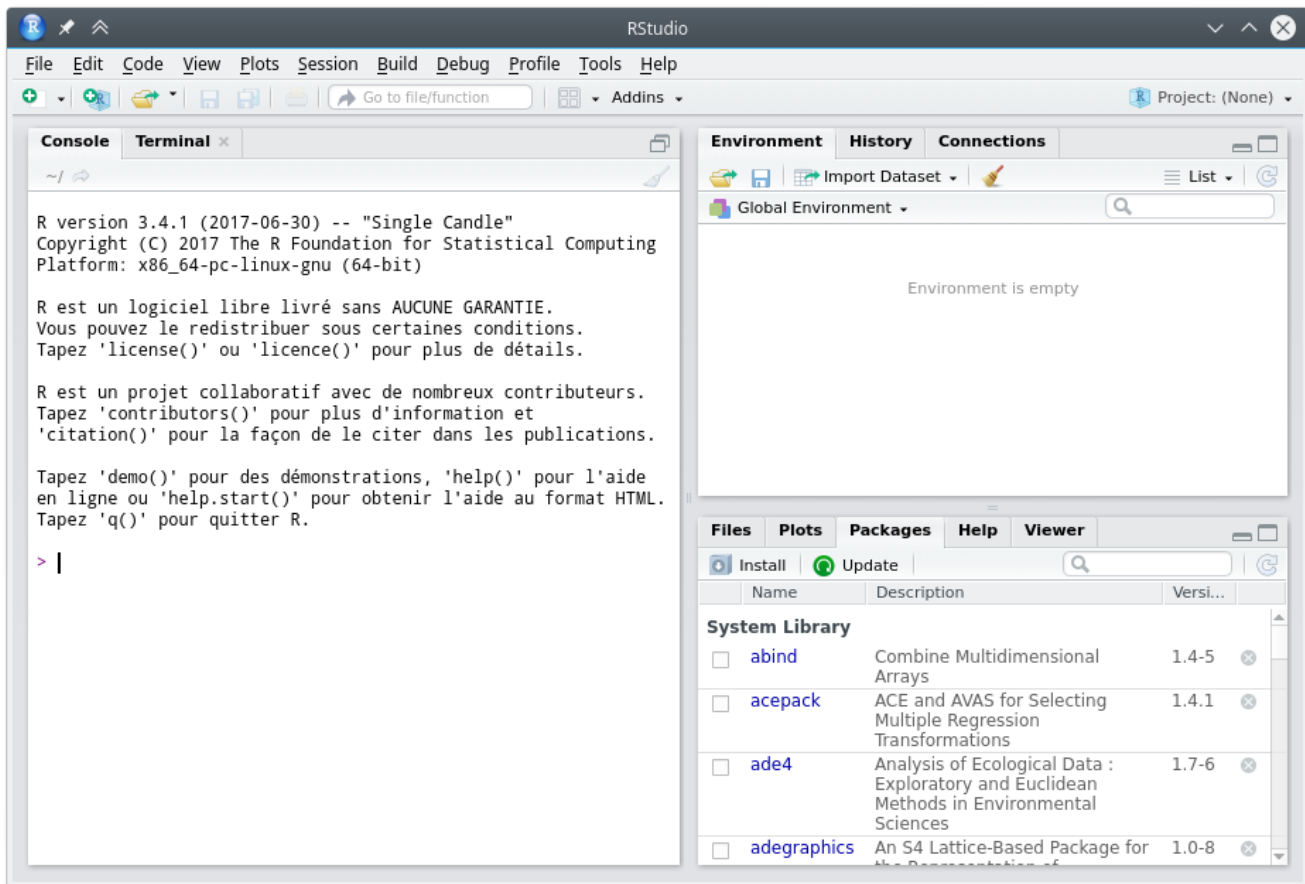 RStudio
File Edit Code View Plots Session Build Debug Profile Tools Help
Go to file/function Addins Project: (None)
Console Terminal
~/
R version 3.4.1 (2017-06-30) -- "Single Candle"
Copyright (C) 2017 The R Foundation for Statistical Computing
Platform: x86_64-pc-linux-gnu (64-bit)
R est un logiciel libre livré sans AUCUNE GARANTIE.
Vous pouvez le redistribuer sous certaines conditions.
Tapez 'license()' ou 'licence()' pour plus de détails.
R est un projet collaboratif avec de nombreux contributeurs.
Tapez 'contributors()' pour plus d'information et
'citation()' pour la façon de le citer dans les publications.
Tapez 'demo()' pour des démonstrations, 'help()' pour l'aide
en ligne ou 'help.start()' pour obtenir l'aide au format HTML.
Tapez 'q()' pour quitter R.
>
Environment History Connections
Import Dataset List
Global Environment
Environment is empty
Files Plots Packages Help Viewer
Install Update
Name Description Versi...
System Library
abind Combine Multidimensional 1.4-5
Arrays
acepack ACE and AVAS for Selecting 1.4.1
Multiple Regression
Transformations
ade4 Analysis of Ecological Data : 1.7-6
Exploratory and Euclidean
Methods in Environmental
Sciences
adegraphics An S4 Lattice-Based Package for 1.0-8